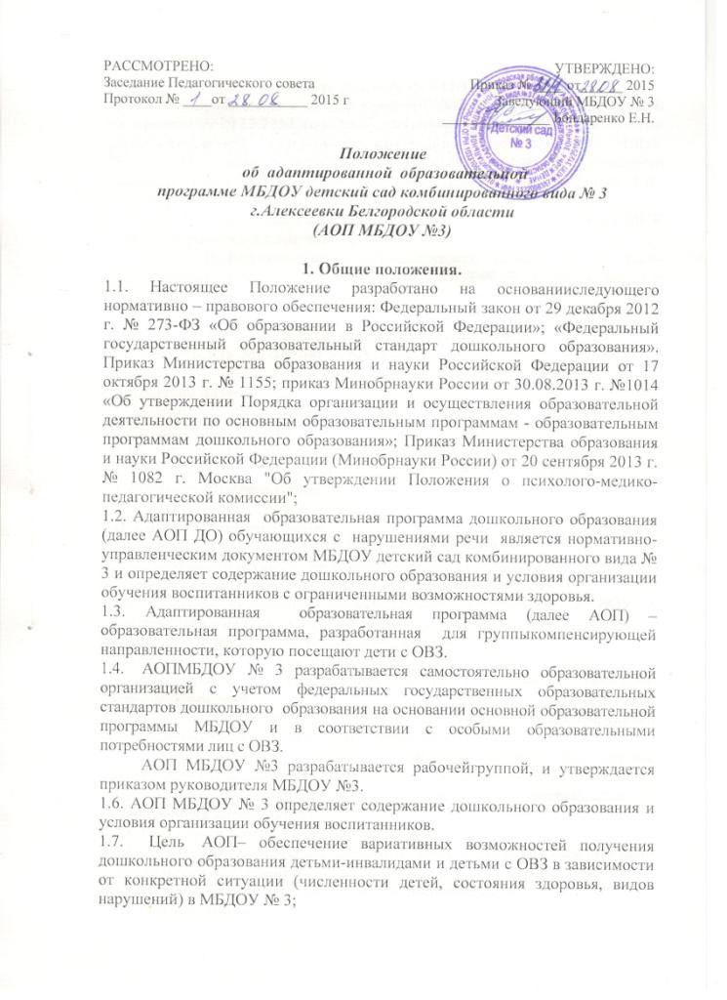 РАССМОТРЕНО:
Заседание Педагогического совета
Протокол № 1 от 28.08 2015 г
УТВЕРЖДЕНО:
Приказ № от 28.08 2015
Заведующий МБДОУ № 3
Бондаренко Е.Н.
Детский сад
№ 3
Положение
об адаптированной образовательной
программе МБДОУ детский сад комбинированного вида № 3
г.Алексеевки Белгородской области
(АОП МБДОУ №3)
1. Общие положения.
1.1. Настоящее Положение разработано на основанииследующего
нормативно – правового обеспечения: Федеральный закон от 29 декабря 2012
г. № 273-ФЗ «Об образовании в Российской Федерации»; «Федеральный
государственный образовательный стандарт дошкольного образования».
Приказ Министерства образования и науки Российской Федерации от 17
октября 2013 г. № 1155; приказ Минобрнауки России от 30.08.2013 г. №1014
«Об утверждении Порядка организации и осуществления образовательной
деятельности по основным образовательным программам - образовательным
программам дошкольного образования»; Приказ Министерства образования
и науки Российской Федерации (Минобрнауки России) от 20 сентября 2013 г.
№ 1082 г. Москва "Об утверждении Положения о психолого-медико-
педагогической комиссии";
1.2. Адаптированная образовательная программа дошкольного образования
(далее АОП ДО) обучающихся с нарушениями речи является нормативно-
управленческим документом МБДОУ детский сад комбинированного вида №
3 и определяет содержание дошкольного образования и условия организации
обучения воспитанников с ограниченными возможностями здоровья.
1.3. Адаптированная образовательная программа (далее АОП) –
образовательная программа, разработанная для группыкомпенсирующей
направленности, которую посещают дети с ОВЗ.
1.4. АОПМБДОУ № 3 разрабатывается самостоятельно образовательной
организацией с учетом федеральных государственных образовательных
стандартов дошкольного образования на основании основной образовательной
программы МБДОУ и в соответствии с особыми образовательными
потребностями лиц с ОВЗ.
АОП МБДОУ №3 разрабатывается рабочейгруппой, и утверждается
приказом руководителя МБДОУ №3.
1.6. АОП МБДОУ № 3 определяет содержание дошкольного образования и
условия организации обучения воспитанников.
1.7. Цель АОП– обеспечение вариативных возможностей получения
дошкольного образования детьми-инвалидами и детьми с ОВЗ в зависимости
от конкретной ситуации (численности детей, состояния здоровья, видов
нарушений) в МБДОУ № 3;